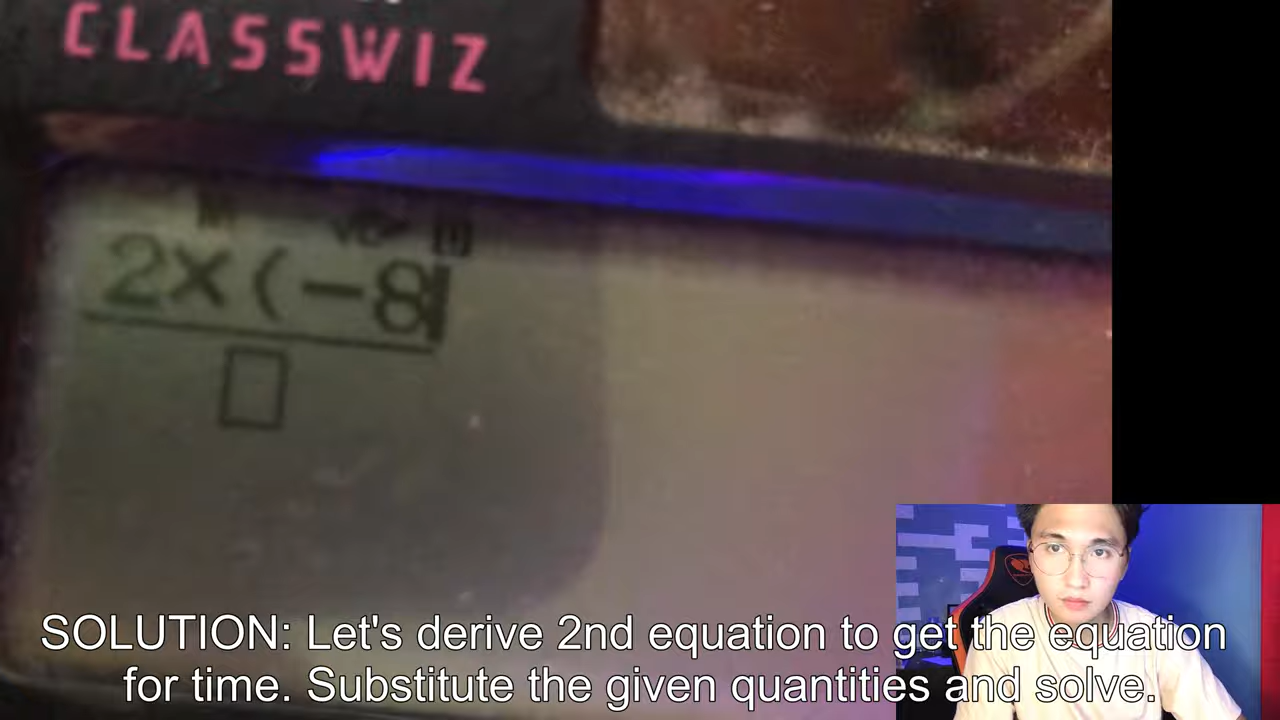 CLASSWIZ
2×(−8
SOLUTION: Let's derive 2nd equation to get the equation
for time. Substitute the given quantities and solve.